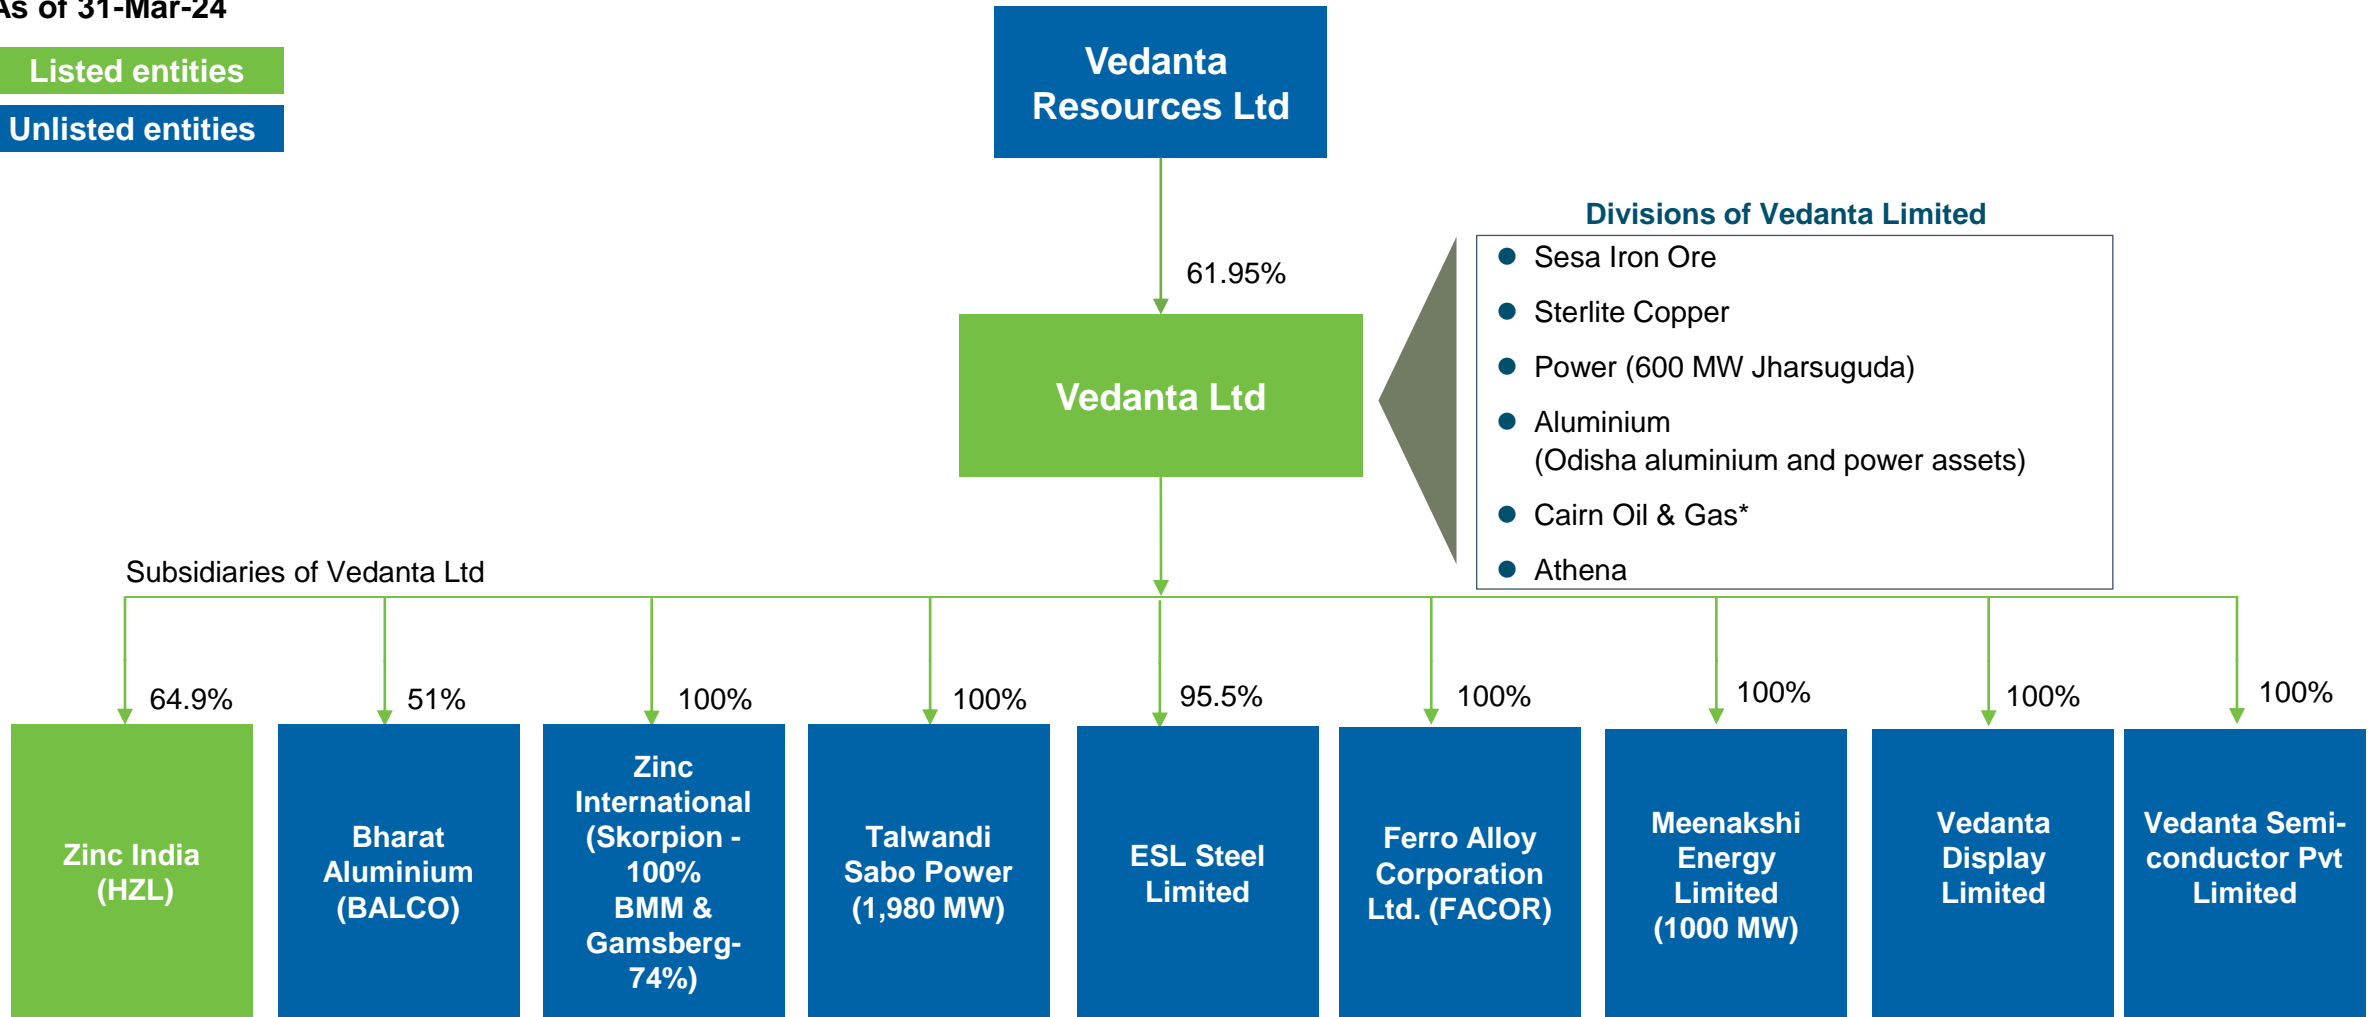 As of 31-Mar-24
Listed entities
Unlisted entities
Vedanta
Resources Ltd
61.95%
Vedanta Ltd
Divisions of Vedanta Limited
Sesa Iron Ore
Sterlite Copper
Power (600 MW Jharsuguda)
Aluminium
(Odisha aluminium and power assets)
Cairn Oil & Gas*
Athena
Subsidiaries of Vedanta Ltd
64.9%
51%
100%
100%
95.5%
100%
100%
100%
100%
Zinc India
(HZL)
Bharat
Aluminium
(BALCO)
Zinc
International
(Skorpion -
100%
BMM &
Gamsberg-
74%)
Talwandi
Sabo Power
(1,980 MW)
ESL Steel
Limited
Ferro Alloy
Corporation
Ltd. (FACOR)
Meenakshi
Energy
Limited
(1000 MW)
Vedanta
Display
Limited
Vedanta Semi-
conductor Pvt
Limited